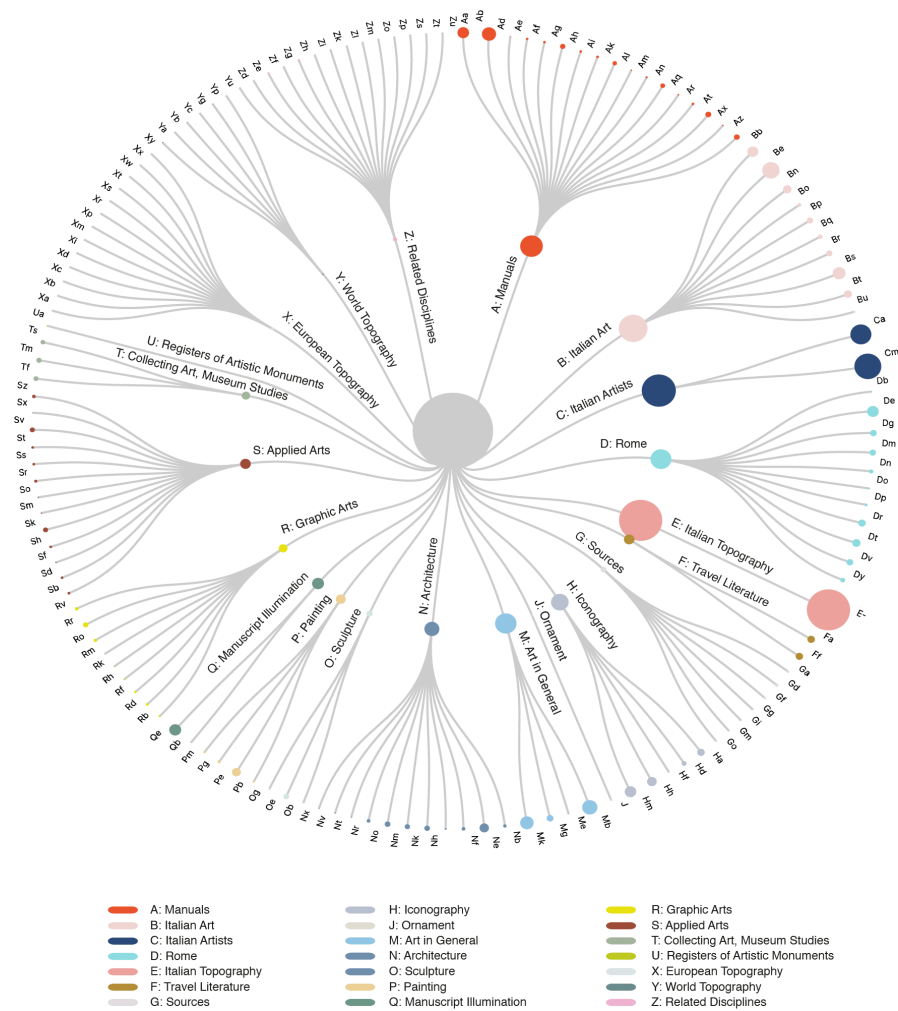 Aa
Ab
Ad
Ae
Af
Ag
Ah
Ai
Ak
Al
Am
An
Aq
Ar
At
Ax
Az
Bb
Be
Bn
Bo
Bp
Bq
Br
Bs
Bt
Bu
Ca
Cm
Db
De
Dg
Dm
Dn
Do
Dp
Dr
Dt
Dv
Dy
E-
Fa
Ff
Ga
Gd
Gf
Gg
Gi
Gm
Go
Ha
Hd
Hf
Hh
Hm
J
Mb
Me
Mg
Mk
Nb
Ne
Nf
Nh
Nk
Nm
No
Nr
Nt
Nv
Nx
Ob
Oe
Og
Pb
Pe
Pg
Pm
Qb
Qe
Rb
Rd
Rf
Rh
Rk
Rm
Ro
Rr
Rv
Sb
Sd
Sf
Sh
Sk
Sm
So
Sr
Ss
St
Sv
Sx
Sz
Tf
Tm
Ts
Ua
Xa
Xb
Xc
Xd
Xi
Xm
Xp
Xr
Xs
Xt
Xw
Xx
Xy
Ya
Yb
Yc
Yg
Yp
Yu
Zd
Ze
Zf
Zg
Zh
Zi
Zk
Zl
Zm
Zo
Zp
Zs
Zt
Zu
A: Manuals
B: Italian Art
C: Italian Artists
D: Rome
E: Italian Topography
F: Travel Literature
G: Sources
H: Iconography
J: Ornament
M: Art in General
N: Architecture
O: Sculpture
P: Painting
Q: Manuscript Illumination
R: Graphic Arts
S: Applied Arts
T: Collecting Art, Museum Studies
U: Registers of Artistic Monuments
X: European Topography
Y: World Topography
Z: Related Disciplines
A: Manuals
B: Italian Art
C: Italian Artists
D: Rome
E: Italian Topography
F: Travel Literature
G: Sources
H: Iconography
J: Ornament
M: Art in General
N: Architecture
O: Sculpture
P: Painting
Q: Manuscript Illumination
R: Graphic Arts
S: Applied Arts
T: Collecting Art, Museum Studies
U: Registers of Artistic Monuments
X: European Topography
Y: World Topography
Z: Related Disciplines